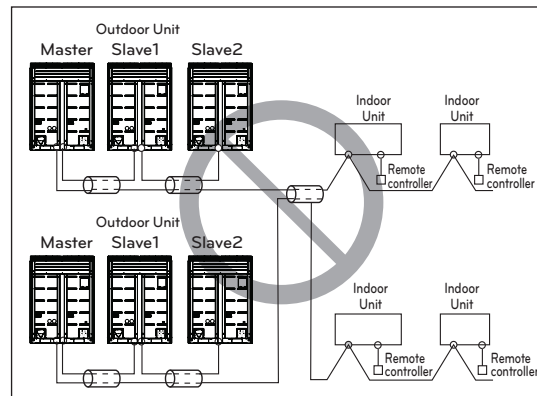 Outdoor Unit
Master Slave1 Slave2
Indoor
Unit
Indoor
Unit
Remote
controller
Remote
controller
Outdoor Unit
Master Slave1 Slave2
Indoor
Unit
Indoor
Unit
Remote
controller
Remote
controller